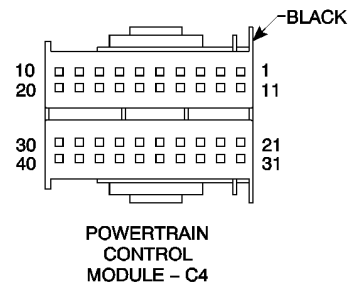 BLACK
10 1
20 11
30 21
40 31
POWERTRAIN
CONTROL
MODULE – C4